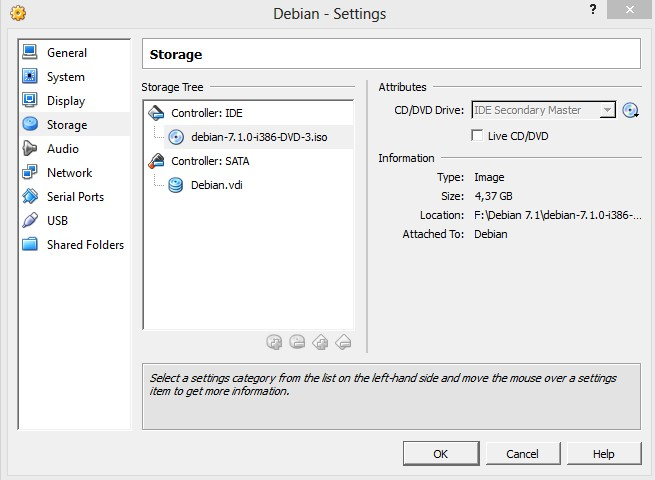 Debian - Settings
?
General
System
Display
Storage
Audio
Network
Serial Ports
USB
Shared Folders
Storage
Storage Tree
Controller: IDE
debian-7.1.0-i386-DVD-3.iso
Controller: SATA
Debian.vdi
Attributes
CD/DVD Drive: IDE Secondary Master
Live CD/DVD
Information
Type: Image
Size: 4,37 GB
Location: F:\Debian 7.1\debian-7.1.0-i386-...
Attached To: Debian
Select a settings category from the list on the left-hand side and move the mouse over a settings
item to get more information.
OK Cancel Help